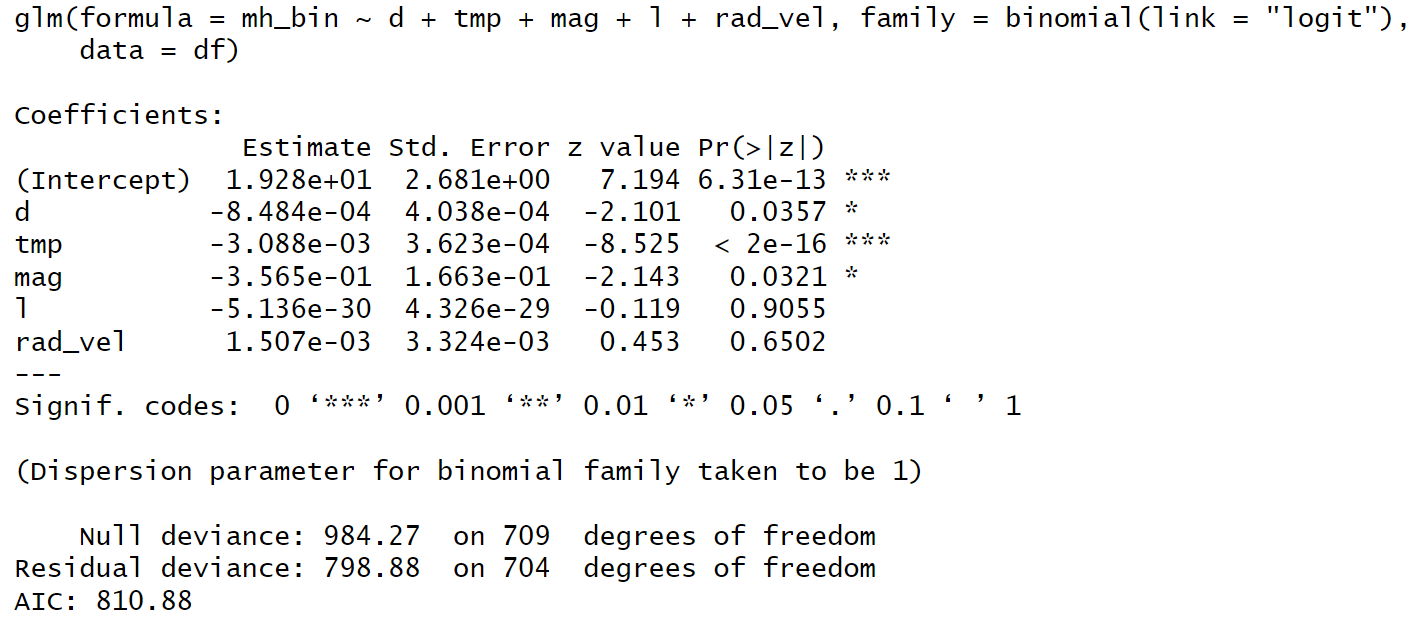 glm(formula = mh_bin ~ d + tmp + mag + l + rad_vel, family = binomial(link = "logit"),
    data = df)

Coefficients:
              Estimate Std. Error z value Pr(>|z|)
(Intercept)  1.928e+01  2.681e+00   7.194 6.31e-13 ***
d           -8.484e-04  4.038e-04  -2.101   0.0357 *
tmp         -3.088e-03  3.623e-04  -8.525  < 2e-16 ***
mag         -3.565e-01  1.663e-01  -2.143   0.0321 *
l           -5.136e-30  4.326e-29  -0.119   0.9055
rad_vel      1.507e-03  3.324e-03   0.453   0.6502
---
Signif. codes:  0 ‘***’ 0.001 ‘**’ 0.01 ‘*’ 0.05 ‘.’ 0.1 ‘ ’ 1

(Dispersion parameter for binomial family taken to be 1)

    Null deviance: 984.27  on 709  degrees of freedom
Residual deviance: 798.88  on 704  degrees of freedom
AIC: 810.88